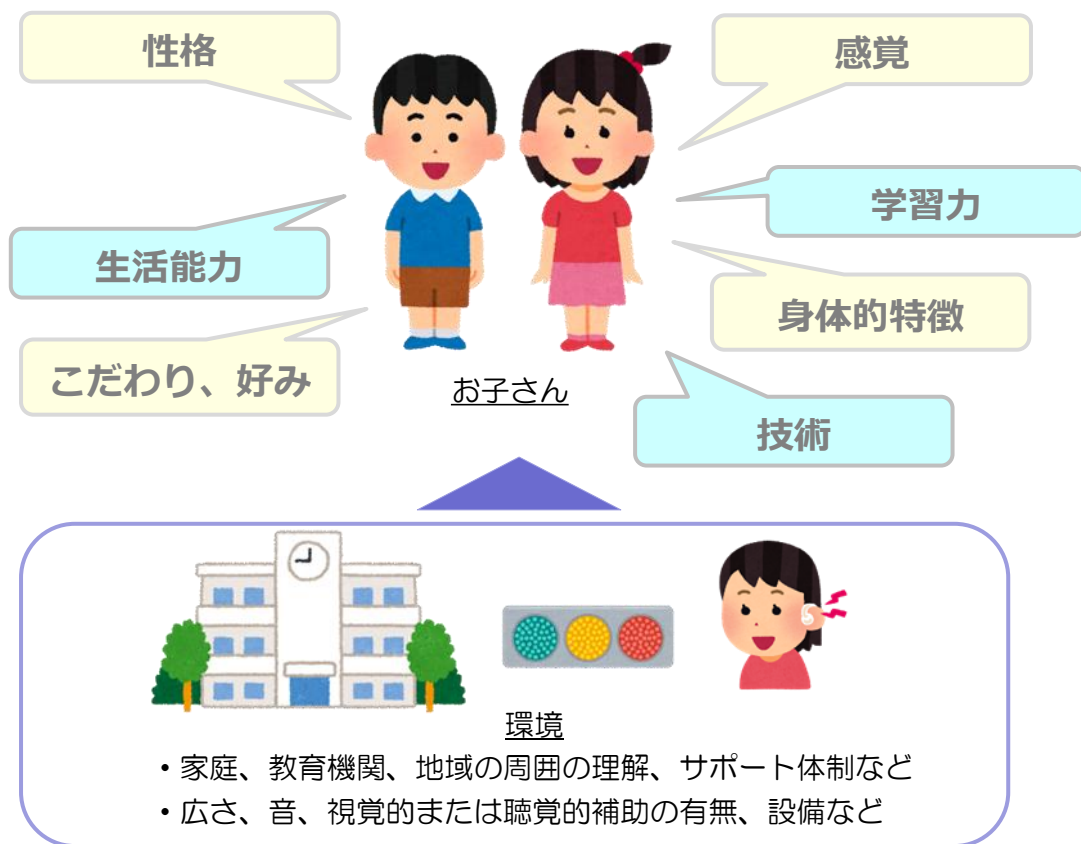 性格
感覚
学習力
生活能力
身体的特徴
こだわり、好み
お子さん
技術
環境
・家庭、教育機関、地域の周囲の理解、サポート体制など
・広さ、音、視覚的または聴覚的補助の有無、設備など